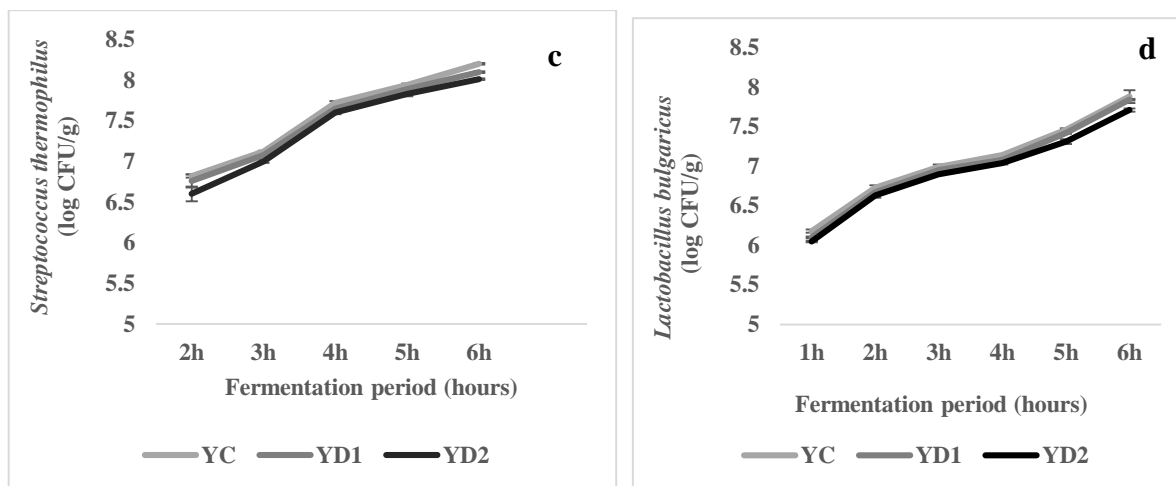 c
Streptococcus thermophilus
(log CFU/g)
8.5
8
7.5
7
6.5
6
5.5
5
2h 3h 4h 5h 6h
Fermentation period (hours)
YC YD1 YD2
d
Lactobacillus bulgaricus
(log CFU/g)
8.5
8
7.5
7
6.5
6
5.5
5
1h 2h 3h 4h 5h 6h
Fermentation period (hours)
YC YD1 YD2